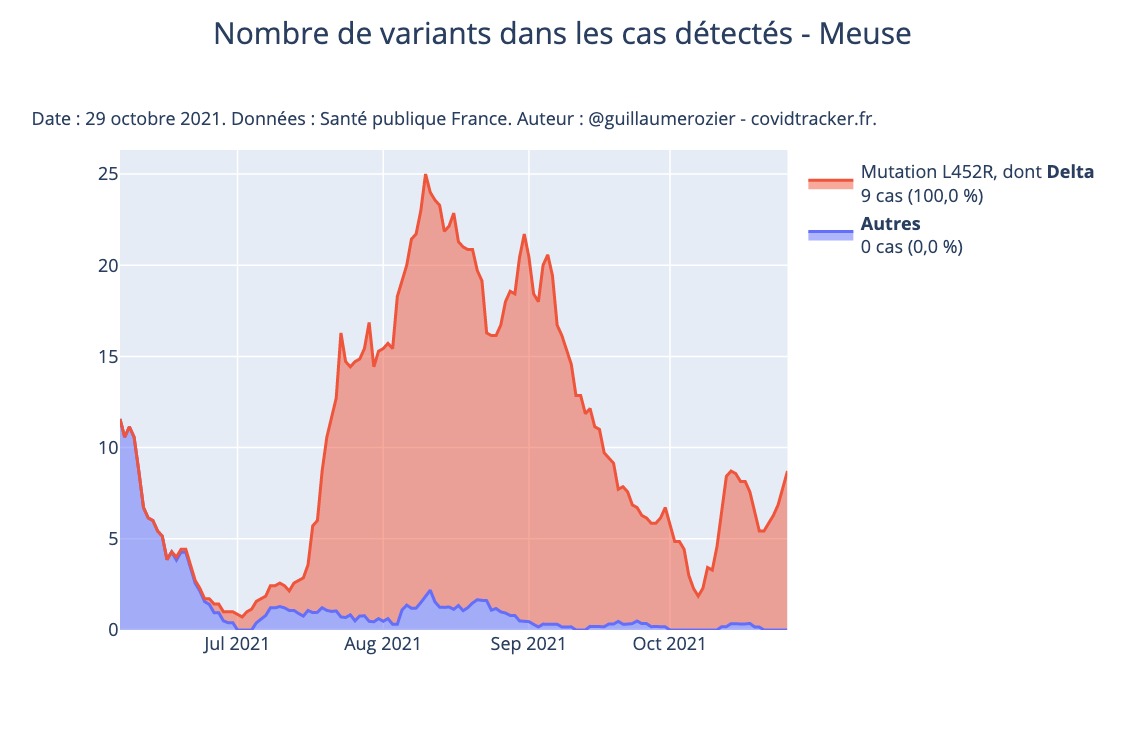 Nombre de variants dans les cas détectés - Meuse
Date : 29 octobre 2021. Données : Santé publique France. Auteur : @guillaumerozier - covidtracker.fr.
25
20
15
10
5
0
Jul 2021
Aug 2021
Sep 2021
Oct 2021
Mutation L452R, dont Delta
9 cas (100,0 %)
Autres
0 cas (0,0 %)